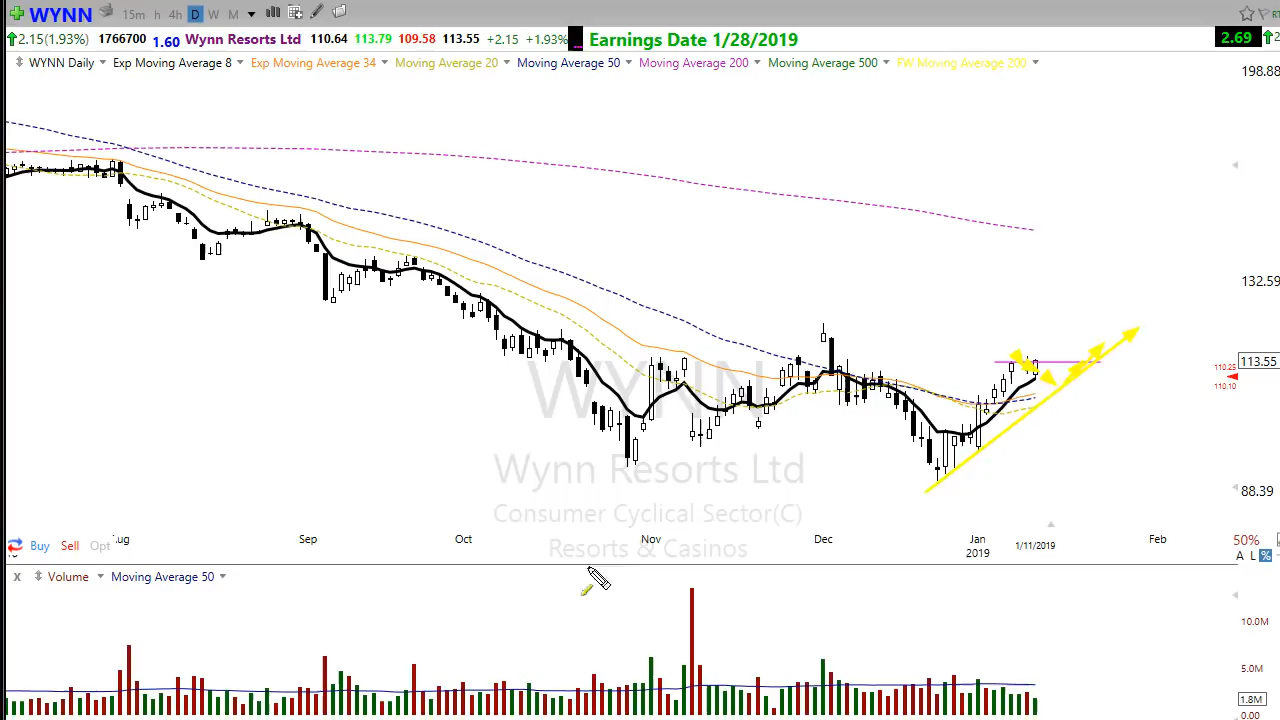 WYNN 15m h 4h D W M
2.15(1.93%) 1766700 1.60 Wynn Resorts Ltd 110.64 113.79 109.58 113.55 +2.15 +1.93% Earnings Date 1/28/2019 2.69
WYNN Daily Exp Moving Average 8 Exp Moving Average 34 Moving Average 20 Moving Average 50 Moving Average 200 Moving Average 500 FW Moving Average 200
198.88
132.59
113.55
110.25
110.10
WYNN
Wynn Resorts Ltd
Consumer Cyclical Sector(C)
Resorts & Casinos
88.39
Sep Oct Nov Dec Jan Feb
2019 1/11/2019
Buy Sell Opt
50%
A L %
x Volume Moving Average 50
10.0M
5.0M
1.8M
0.00